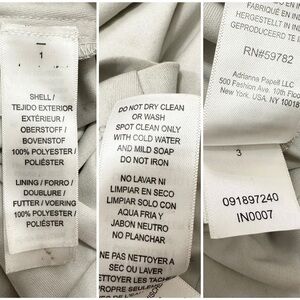 1
SHELL /
TEJIDO EXTERIOR
EXTÉRIEUR /
OBERSTOFF /
BOVENSTOF
100% POLYESTER /
POLIÉSTER
LINING / FORRO /
DOUBLURE /
FUTTER / VOERING
100% POLYESTER /
POLIÉSTER
DO NOT DRY CLEAN
OR WASH
SPOT CLEAN ONLY
WITH COLD WATER
AND MILD SOAP
DO NOT IRON
NO LAVAR NI
LIMPIAR EN SECO
LIMPIAR SOLO CON
AQUA FRIA Y
JABON NEUTRO
NO PLANCHAR
NE PAS NETTOYER A
SEC OU LAVER
LES TACHES
PROPRE SEULEMENT
FABRIQUÉ EN
HERGESTELLT IN
GEPRODUCEERD
RN#59782
Adrianna Papell LLC
500 Fashion Ave. 10th Floor
New York, USA, NY 10018
3
091897240
IN0007